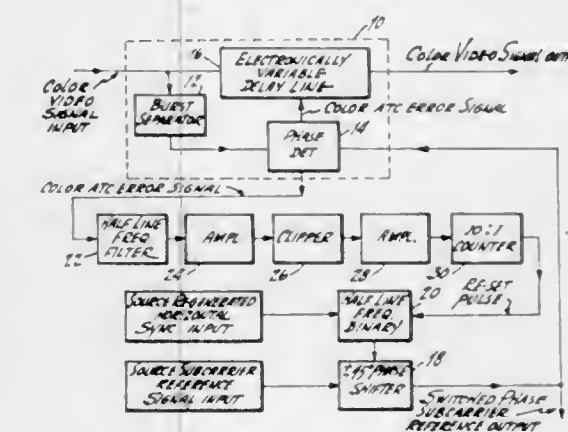 10
16
ELECTRONICALLY
VARIABLE
DELAY LINE
COLOR VIDEO SIGNAL OUT
COLOR
VIDEO
SIGNAL
INPUT
12
BURST
SEPARATOR
COLOR ATC ERROR SIGNAL
PHASE
DET
14
COLOR ATC ERROR SIGNAL
HALF LINE
FREQ.
FILTER
22
AMPL
24
CLIPPER
26
AMPL.
28
10:1
COUNTER
30
20
RE-SET
PULSE
SOURCE REGENERATED
HORIZONTAL
SYNC INPUT
HALF LINE
FREQ.
BINARY
SOURCE SUBCARRIER
REFERENCE
SIGNAL INPUT
±45° PHASE
SHIFTER
18
SWITCHED PHASE
SUBCARRIER
REFERENCE OUTPUT